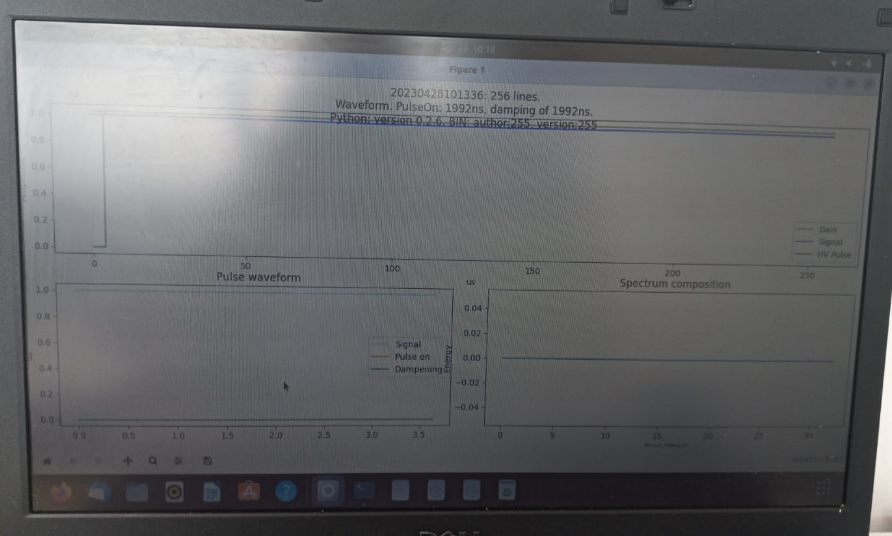 10:18
Figure 1
20230428101336: 256 lines.
Waveform. PulseOn: 1992ns, damping of 1992ns.
Python: version 0.2.6, BIN: author:255, version:255
1.0
0.8
0.6
0.4
0.2
0.0
0 50 100 150 200 250
us
Gain
Signal
HV Pulse
Pulse waveform
1.0
0.8
0.6
0.4
0.2
0.0
0.0 0.5 1.0 1.5 2.0 2.5 3.0 3.5
Signal
Pulse on
Dampening
Spectrum composition
Energy
0.04
0.02
0.00
−0.02
−0.04
0 5 10 15 20 25 30
DELL